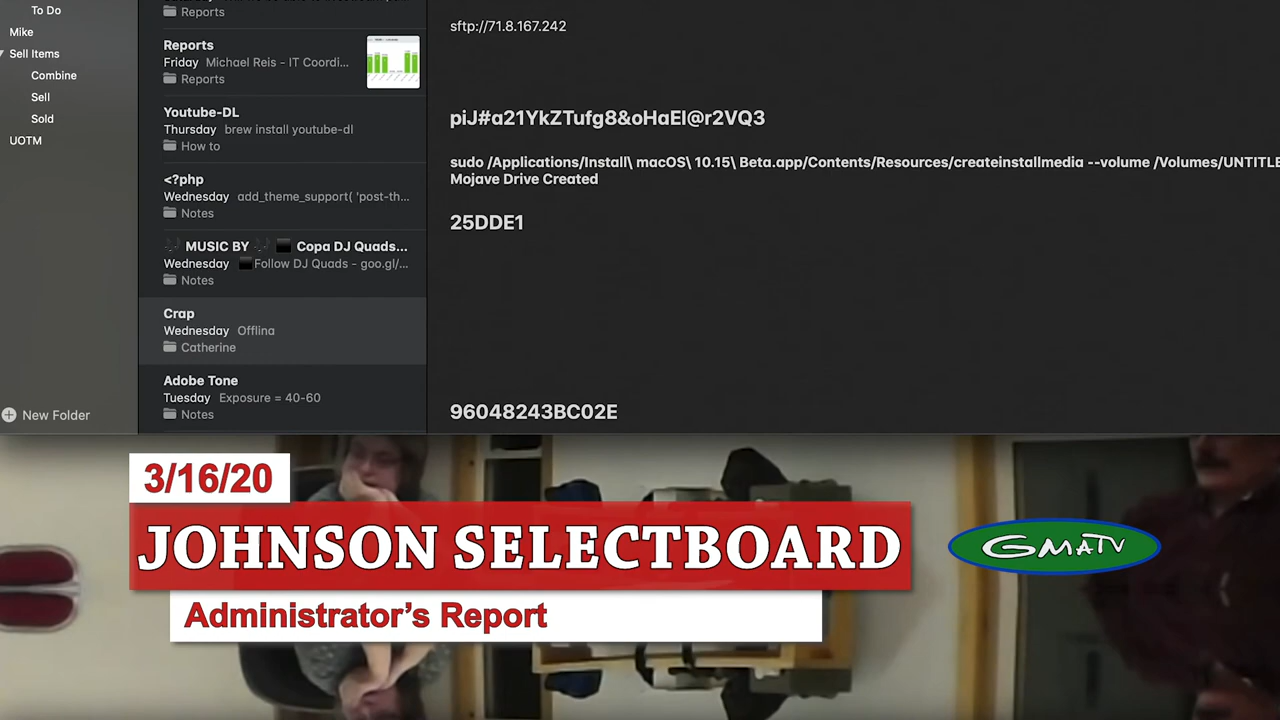 To Do
Mike
Sell Items
Combine
Sell
Sold
UOTM
New Folder
Reports
Reports
Friday Michael Reis - IT Coordi...
Reports
Youtube-DL
Thursday brew install youtube-dl
How to
<?php
Wednesday add_theme_support( 'post-th...
Notes
MUSIC BY Copa DJ Quads...
Wednesday Follow DJ Quads - goo.gl/...
Notes
Crap
Wednesday Offlina
Catherine
Adobe Tone
Tuesday Exposure = 40-60
Notes
sftp://71.8.167.242
piJ#a21YkZTufg8&oHaEI@r2VQ3
sudo /Applications/Install\ macOS\ 10.15\ Beta.app/Contents/Resources/createinstallmedia --volume /Volumes/UNTITLE
Mojave Drive Created
25DDE1
96048243BC02E
3/16/20
JOHNSON SELECTBOARD
GMATV
Administrator's Report